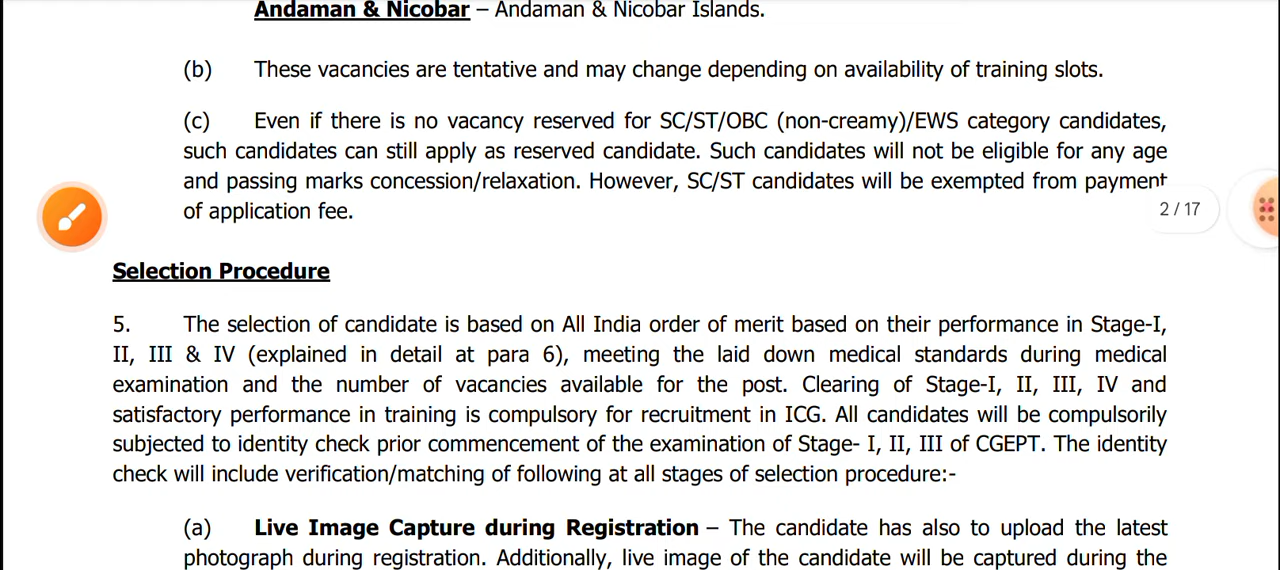 Andaman & Nicobar – Andaman & Nicobar Islands.
(b) These vacancies are tentative and may change depending on availability of training slots.
(c) Even if there is no vacancy reserved for SC/ST/OBC (non-creamy)/EWS category candidates,
such candidates can still apply as reserved candidate. Such candidates will not be eligible for any age
and passing marks concession/relaxation. However, SC/ST candidates will be exempted from payment
of application fee.
2 / 17
Selection Procedure
5. The selection of candidate is based on All India order of merit based on their performance in Stage-I,
II, III & IV (explained in detail at para 6), meeting the laid down medical standards during medical
examination and the number of vacancies available for the post. Clearing of Stage-I, II, III, IV and
satisfactory performance in training is compulsory for recruitment in ICG. All candidates will be compulsorily
subjected to identity check prior commencement of the examination of Stage- I, II, III of CGEPT. The identity
check will include verification/matching of following at all stages of selection procedure:-
(a) Live Image Capture during Registration – The candidate has also to upload the latest
photograph during registration. Additionally, live image of the candidate will be captured during the